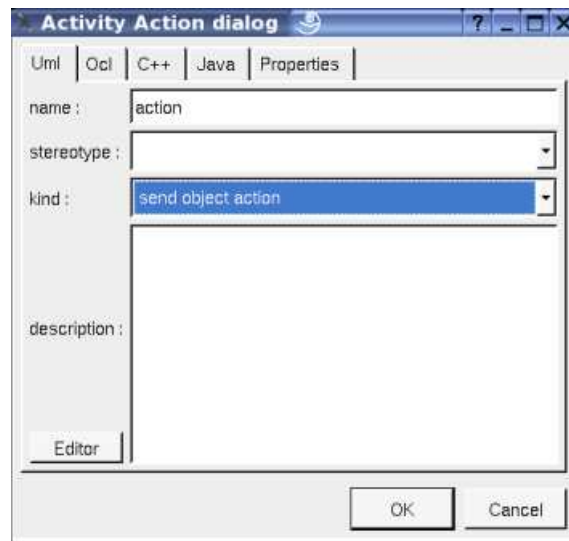 Activity Action dialog
Uml Ocl C++ Java Properties
name : action
stereotype :
kind : send object action
description :
Editor
OK Cancel